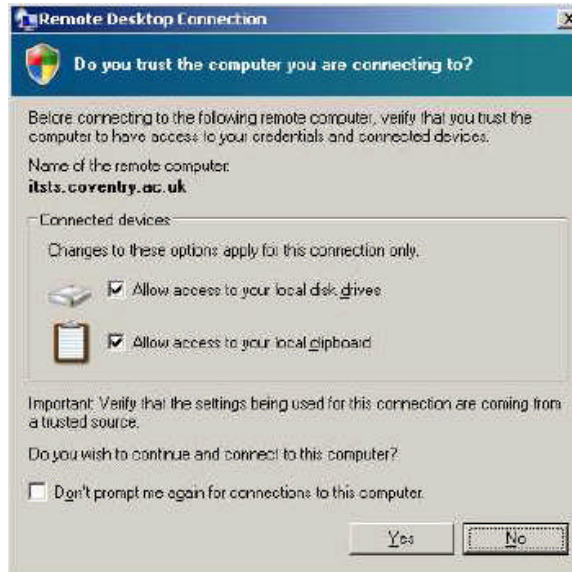 Remote Desktop Connection
Do you trust the computer you are connecting to?
Before connecting to the following remote computer, verify that you trust the
computer to have access to your credentials and connected devices.
Name of the remote computer:
itsts.coventry.ac.uk
Connected devices
Changes to these options apply for this connection only.
Allow access to your local disk drives
Allow access to your local clipboard
Important: Verify that the settings being used for this connection are coming from
a trusted source.
Do you wish to continue and connect to this computer?
Don't prompt me again for connections to this computer.
Yes No